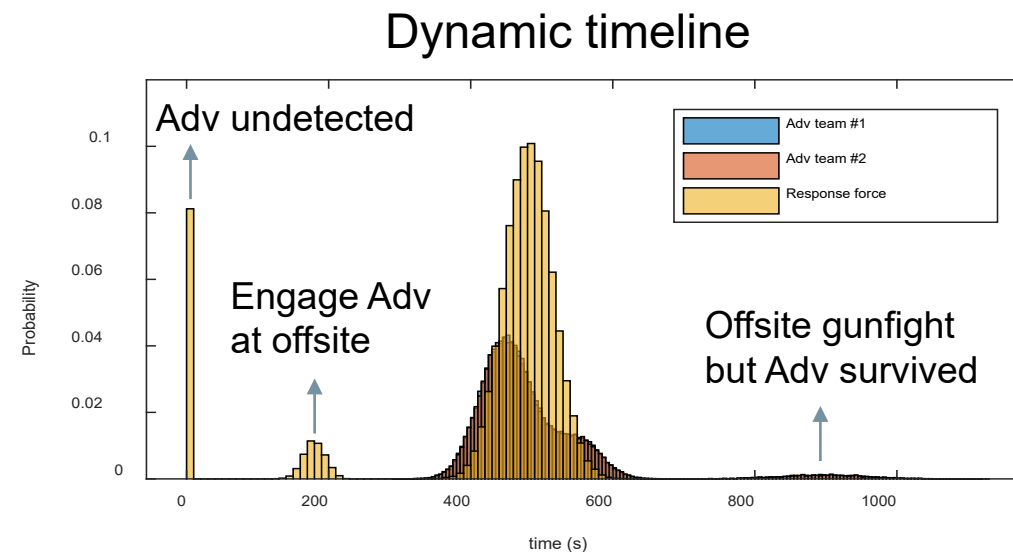 Dynamic timeline
Adv undetected
Adv team #1
Adv team #2
Response force
Engage Adv
at offsite
Offsite gunfight
but Adv survived
Probability
0.1
0.08
0.06
0.04
0.02
0
0 200 400 600 800 1000
time (s)